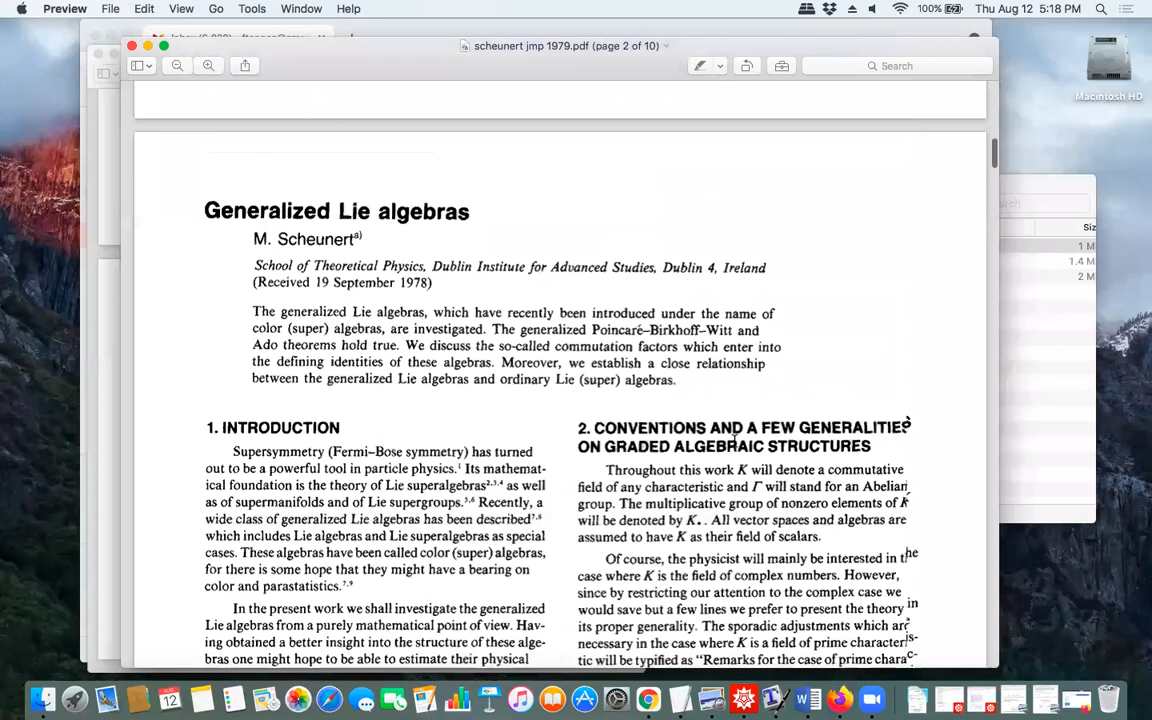 Preview File Edit View Go Tools Window Help 100% Thu Aug 12 5:18 PM
scheunert jmp 1979.pdf (page 2 of 10)
Search
Macintosh HD
Siz
1 M
1.4 M
2 M
Generalized Lie algebras
M. Scheunert a)
School of Theoretical Physics, Dublin Institute for Advanced Studies, Dublin 4, Ireland
(Received 19 September 1978)
The generalized Lie algebras, which have recently been introduced under the name of
color (super) algebras, are investigated. The generalized Poincaré–Birkhoff–Witt and
Ado theorems hold true. We discuss the so-called commutation factors which enter into
the defining identities of these algebras. Moreover, we establish a close relationship
between the generalized Lie algebras and ordinary Lie (super) algebras.
1. INTRODUCTION
Supersymmetry (Fermi–Bose symmetry) has turned
out to be a powerful tool in particle physics.¹ Its mathemat-
ical foundation is the theory of Lie superalgebras²,³,⁴ as well
as of supermanifolds and of Lie supergroups.⁵,⁶ Recently, a
wide class of generalized Lie algebras has been described⁷,⁸
which includes Lie algebras and Lie superalgebras as special
cases. These algebras have been called color (super) algebras,
for there is some hope that they might have a bearing on
color and parastatistics.⁷,⁹
In the present work we shall investigate the generalized
Lie algebras from a purely mathematical point of view. Hav-
ing obtained a better insight into the structure of these alge-
bras one might hope to be able to estimate their physical
2. CONVENTIONS AND A FEW GENERALITIES
ON GRADED ALGEBRAIC STRUCTURES
Throughout this work K will denote a commutative
field of any characteristic and Γ will stand for an Abelian
group. The multiplicative group of nonzero elements of K
will be denoted by K*. All vector spaces and algebras are
assumed to have K as their field of scalars.
Of course, the physicist will mainly be interested in the
case where K is the field of complex numbers. However,
since by restricting our attention to the complex case we
would save but a few lines we prefer to present the theory in
its proper generality. The sporadic adjustments which are
necessary in the case where K is a field of prime characteris-
tic will be typified as "Remarks for the case of prime charac-